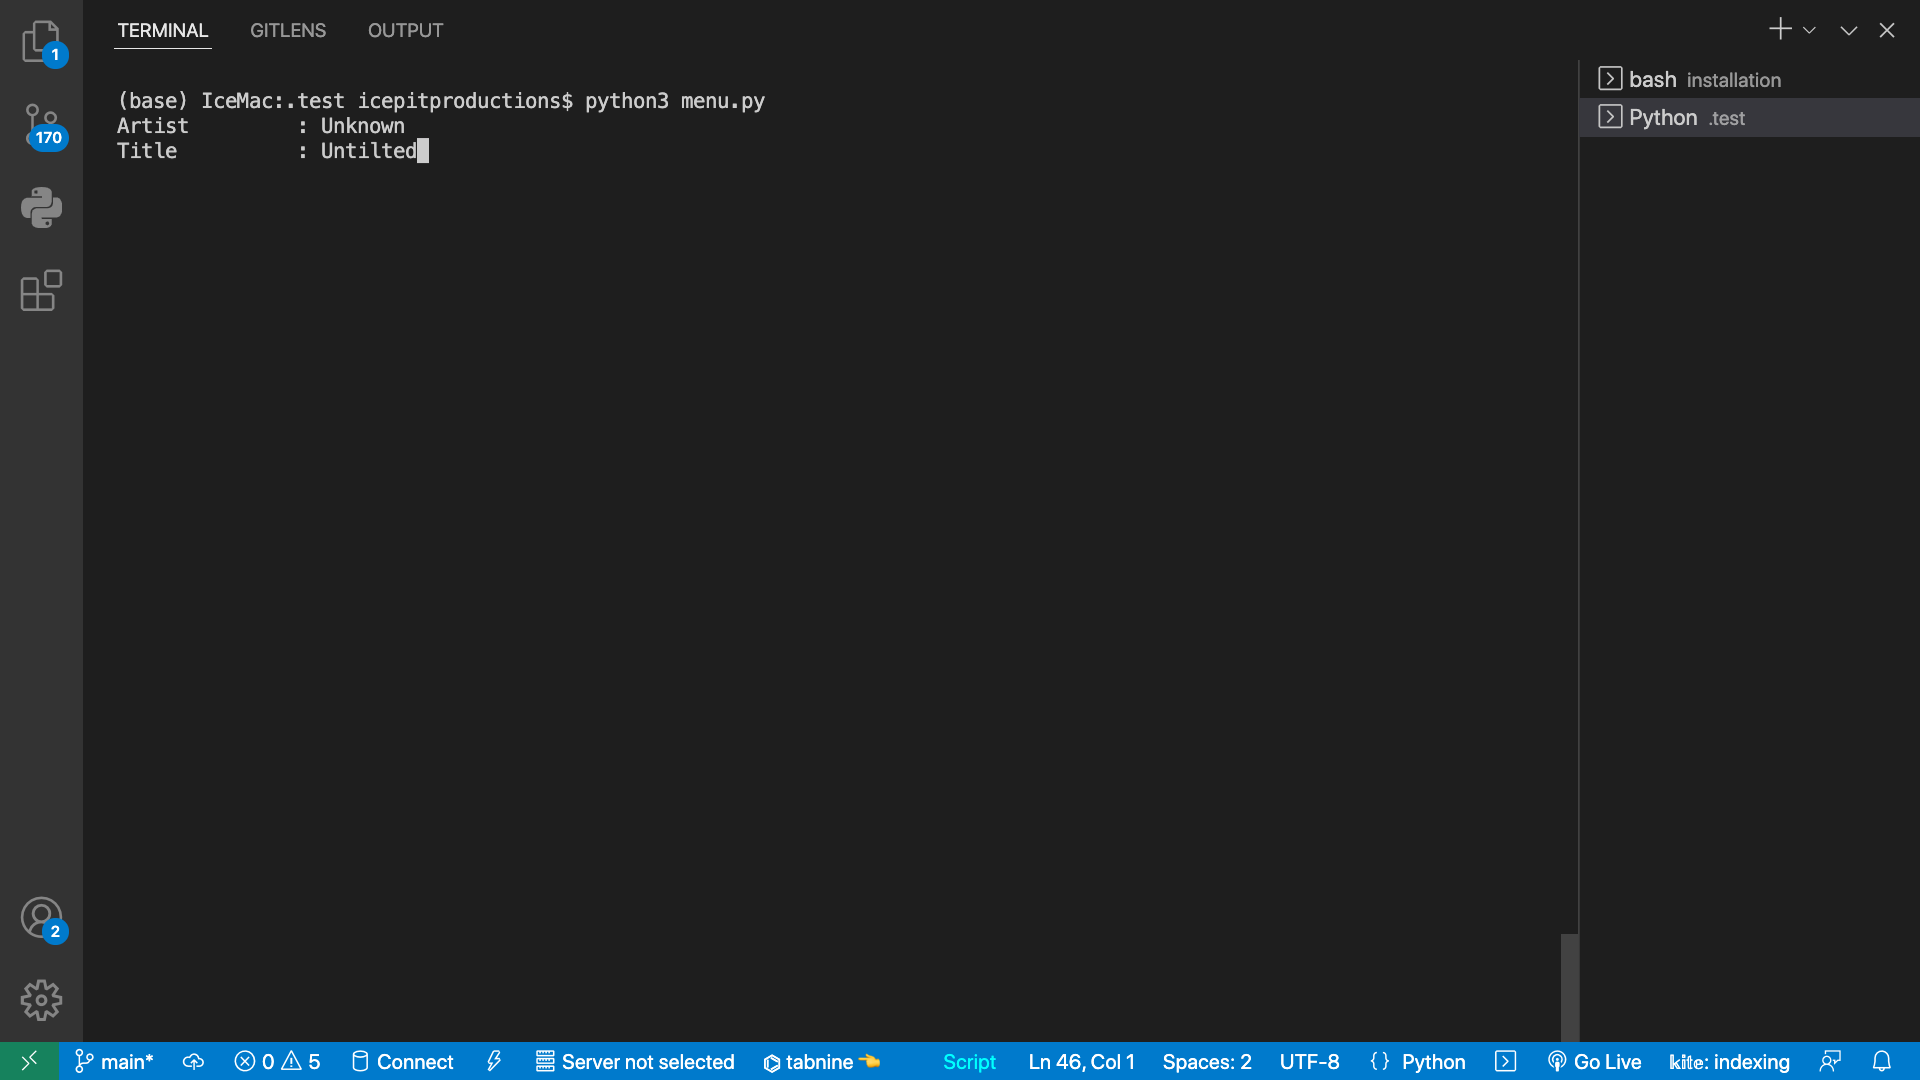 TERMINAL GITLENS OUTPUT
1
170
(base) IceMac:.test icepitproductions$ python3 menu.py
Artist : Unknown
Title : Untilted
bash installation
Python .test
2
main* 0 5 Connect Server not selected tabnine Script Ln 46, Col 1 Spaces: 2 UTF-8 {} Python Go Live kite: indexing